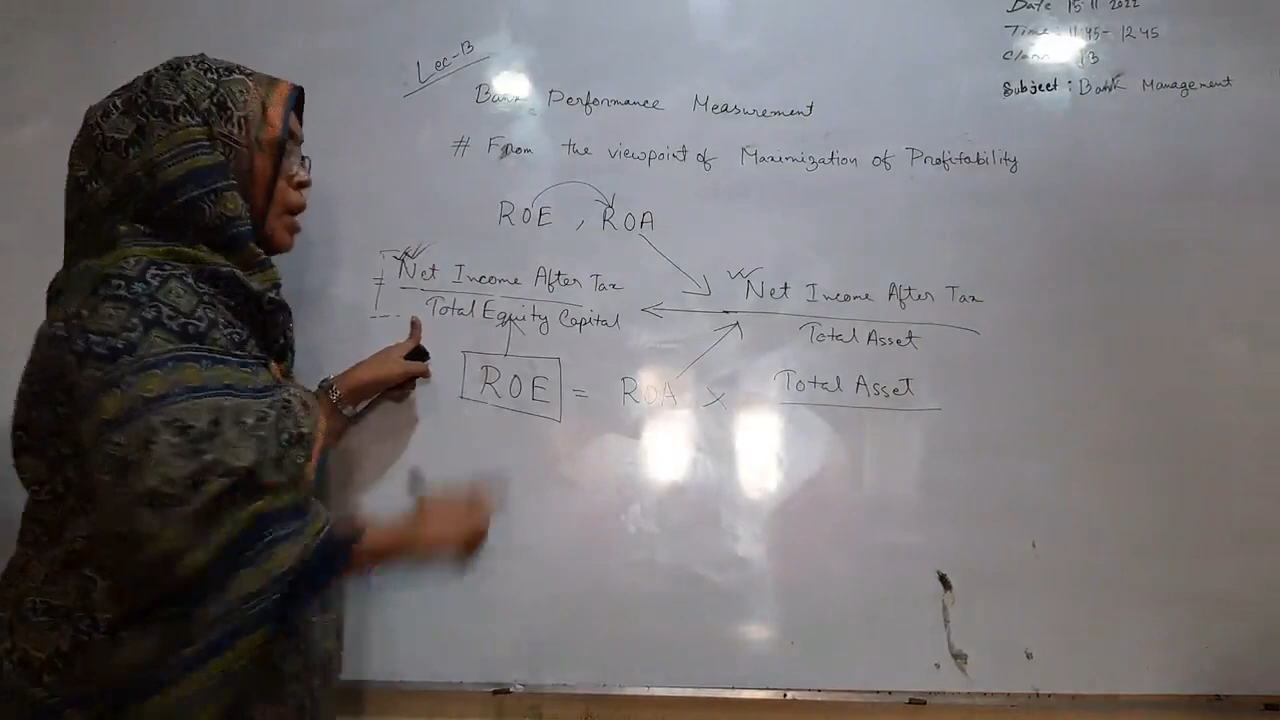 Date 15 11 2022
Time: 11:45 - 12 45
Class 13
Subject: Bank Management
Lec-13
Bank Performance Measurement
# From the viewpoint of Maximization of Profitability
ROE, ROA
= Net Income After Tax
Total Equity Capital
Net Income After Tax
Total Asset
ROE = ROA × Total Asset